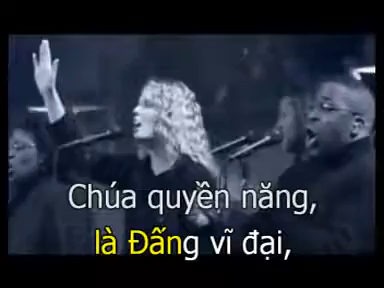 Chúa quyền năng,
là Đấng vĩ đại,